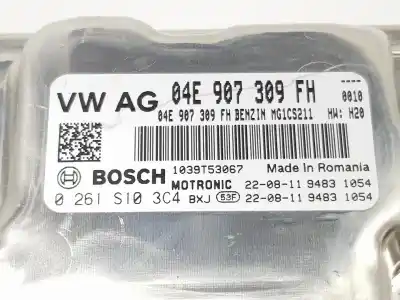 VW AG 04E 907 309 FH
0010
04E 907 309 FH BENZIN MG1CS211 HW: H20
1039T53067 Made in Romania
BOSCH MOTRONIC 22-08-11 9483 1054
0 261 S10 3C4 BXJ 53F 22-08-11 9483 1054